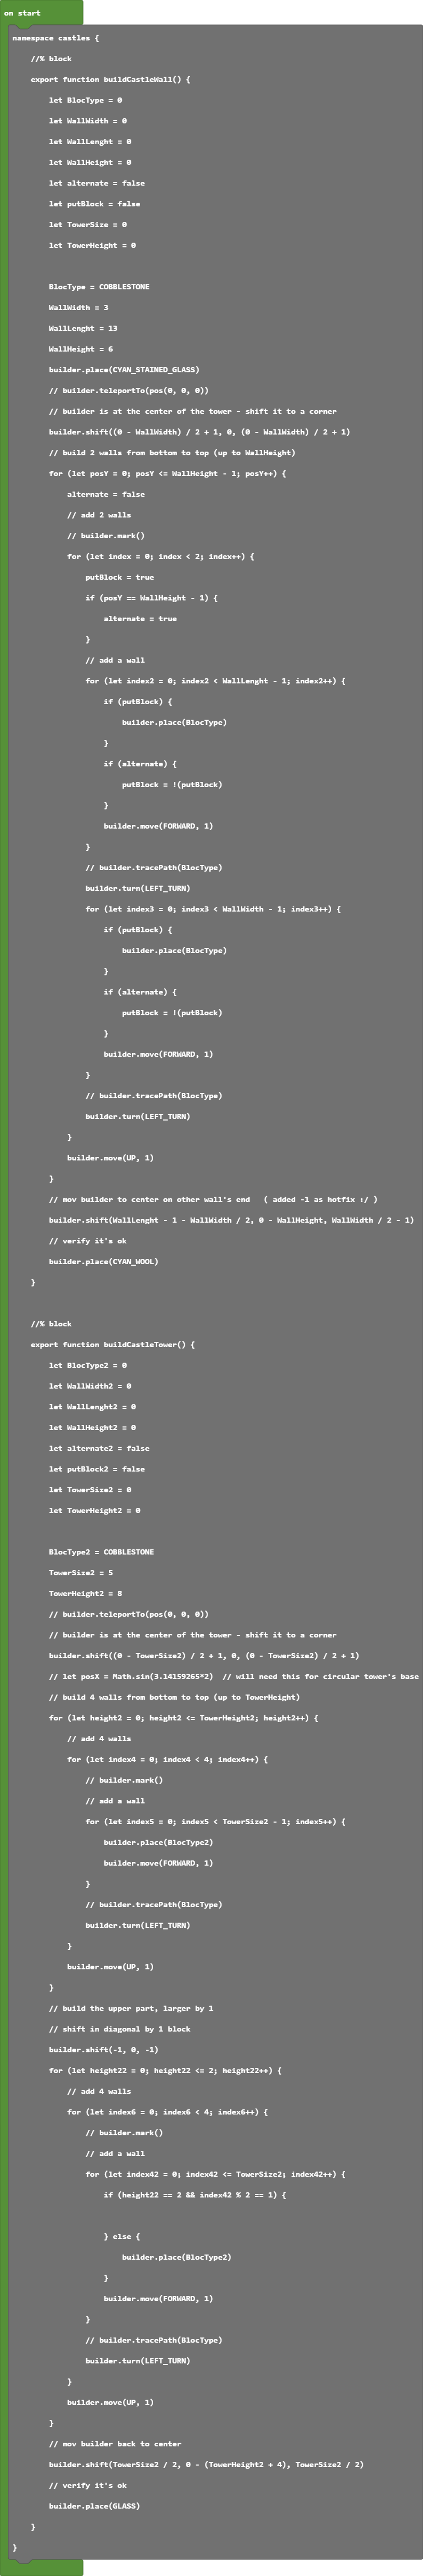 on start
namespace castles {
//% block
export function buildCastleWall() {
let BlocType = 0
let WallWidth = 0
let WallLenght = 0
let WallHeight = 0
let alternate = false
let putBlock = false
let TowerSize = 0
let TowerHeight = 0
BlocType = COBBLESTONE
WallWidth = 3
WallLenght = 13
WallHeight = 6
builder.place(CYAN_STAINED_GLASS)
// builder.teleportTo(pos(0, 0, 0))
// builder is at the center of the tower - shift it to a corner
builder.shift((0 - WallWidth) / 2 + 1, 0, (0 - WallWidth) / 2 + 1)
// build 2 walls from bottom to top (up to WallHeight)
for (let posY = 0; posY <= WallHeight - 1; posY++) {
alternate = false
// add 2 walls
// builder.mark()
for (let index = 0; index < 2; index++) {
putBlock = true
if (posY == WallHeight - 1) {
alternate = true
}
// add a wall
for (let index2 = 0; index2 < WallLenght - 1; index2++) {
if (putBlock) {
builder.place(BlocType)
}
if (alternate) {
putBlock = !(putBlock)
}
builder.move(FORWARD, 1)
}
// builder.tracePath(BlocType)
builder.turn(LEFT_TURN)
for (let index3 = 0; index3 < WallWidth - 1; index3++) {
if (putBlock) {
builder.place(BlocType)
}
if (alternate) {
putBlock = !(putBlock)
}
builder.move(FORWARD, 1)
}
// builder.tracePath(BlocType)
builder.turn(LEFT_TURN)
}
builder.move(UP, 1)
}
// mov builder to center on other wall's end   ( added -1 as hotfix :/ )
builder.shift(WallLenght - 1 - WallWidth / 2, 0 - WallHeight, WallWidth / 2 - 1)
// verify it's ok
builder.place(CYAN_WOOL)
}
//% block
export function buildCastleTower() {
let BlocType2 = 0
let WallWidth2 = 0
let WallLenght2 = 0
let WallHeight2 = 0
let alternate2 = false
let putBlock2 = false
let TowerSize2 = 0
let TowerHeight2 = 0
BlocType2 = COBBLESTONE
TowerSize2 = 5
TowerHeight2 = 8
// builder.teleportTo(pos(0, 0, 0))
// builder is at the center of the tower - shift it to a corner
builder.shift((0 - TowerSize2) / 2 + 1, 0, (0 - TowerSize2) / 2 + 1)
// let posX = Math.sin(3.14159265*2)  // will need this for circular tower's base
// build 4 walls from bottom to top (up to TowerHeight)
for (let height2 = 0; height2 <= TowerHeight2; height2++) {
// add 4 walls
for (let index4 = 0; index4 < 4; index4++) {
// builder.mark()
// add a wall
for (let index5 = 0; index5 < TowerSize2 - 1; index5++) {
builder.place(BlocType2)
builder.move(FORWARD, 1)
}
// builder.tracePath(BlocType)
builder.turn(LEFT_TURN)
}
builder.move(UP, 1)
}
// build the upper part, larger by 1
// shift in diagonal by 1 block
builder.shift(-1, 0, -1)
for (let height22 = 0; height22 <= 2; height22++) {
// add 4 walls
for (let index6 = 0; index6 < 4; index6++) {
// builder.mark()
// add a wall
for (let index42 = 0; index42 <= TowerSize2; index42++) {
if (height22 == 2 && index42 % 2 == 1) {
} else {
builder.place(BlocType2)
}
builder.move(FORWARD, 1)
}
// builder.tracePath(BlocType)
builder.turn(LEFT_TURN)
}
builder.move(UP, 1)
}
// mov builder back to center
builder.shift(TowerSize2 / 2, 0 - (TowerHeight2 + 4), TowerSize2 / 2)
// verify it's ok
builder.place(GLASS)
}
}